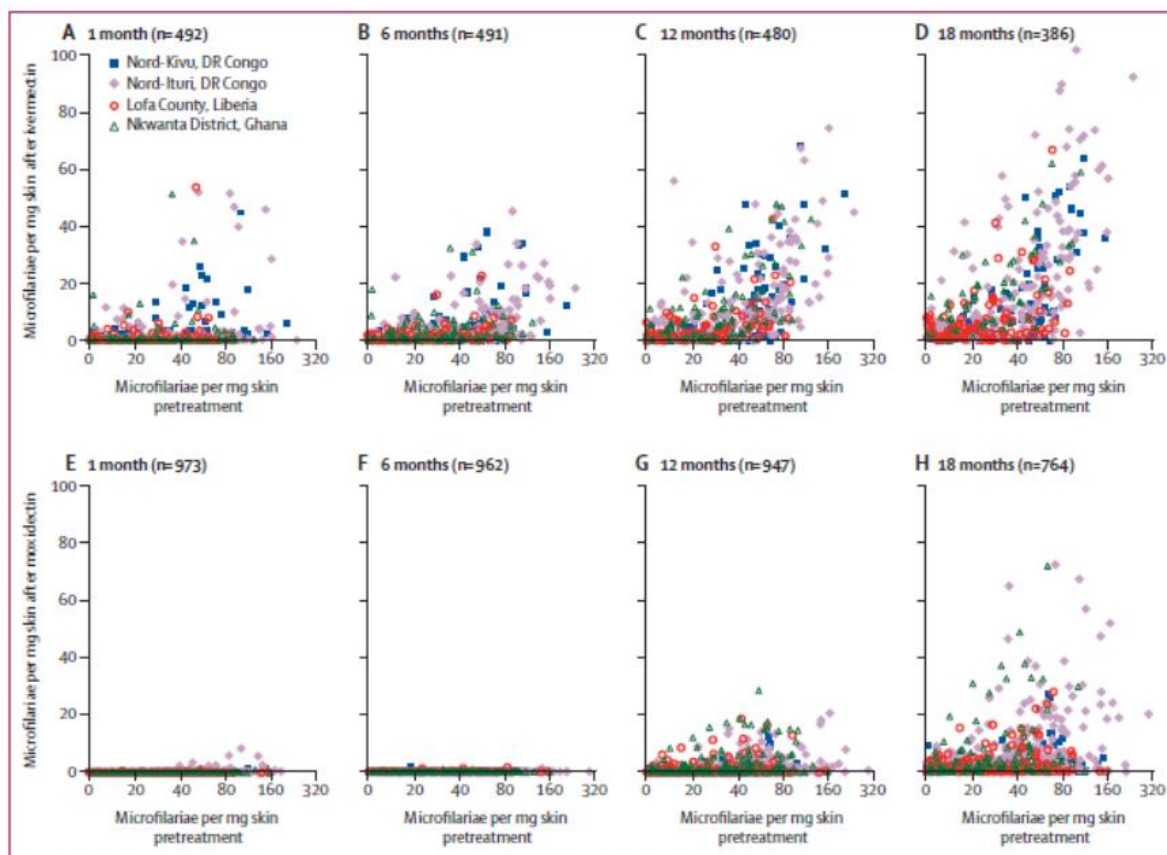 A 1 month (n=492)
B 6 months (n=491)
C 12 months (n=480)
D 18 months (n=386)
Microfilariae per mg skin after ivermectin
100
80
60
40
20
0
Nord-Kivu, DR Congo
Nord-Ituri, DR Congo
Lofa County, Liberia
Nkwanta District, Ghana
0 20 40 80 160 320
0 20 40 80 160 320
0 20 40 80 160 320
0 20 40 80 160 320
Microfilariae per mg skin
pretreatment
Microfilariae per mg skin
pretreatment
Microfilariae per mg skin
pretreatment
Microfilariae per mg skin
pretreatment
E 1 month (n=973)
F 6 months (n=962)
G 12 months (n=947)
H 18 months (n=764)
Microfilariae per mg skin after moxidectin
100
80
60
40
20
0
0 20 40 80 160 320
0 20 40 80 160 320
0 20 40 80 160 320
0 20 40 80 160 320
Microfilariae per mg skin
pretreatment
Microfilariae per mg skin
pretreatment
Microfilariae per mg skin
pretreatment
Microfilariae per mg skin
pretreatment